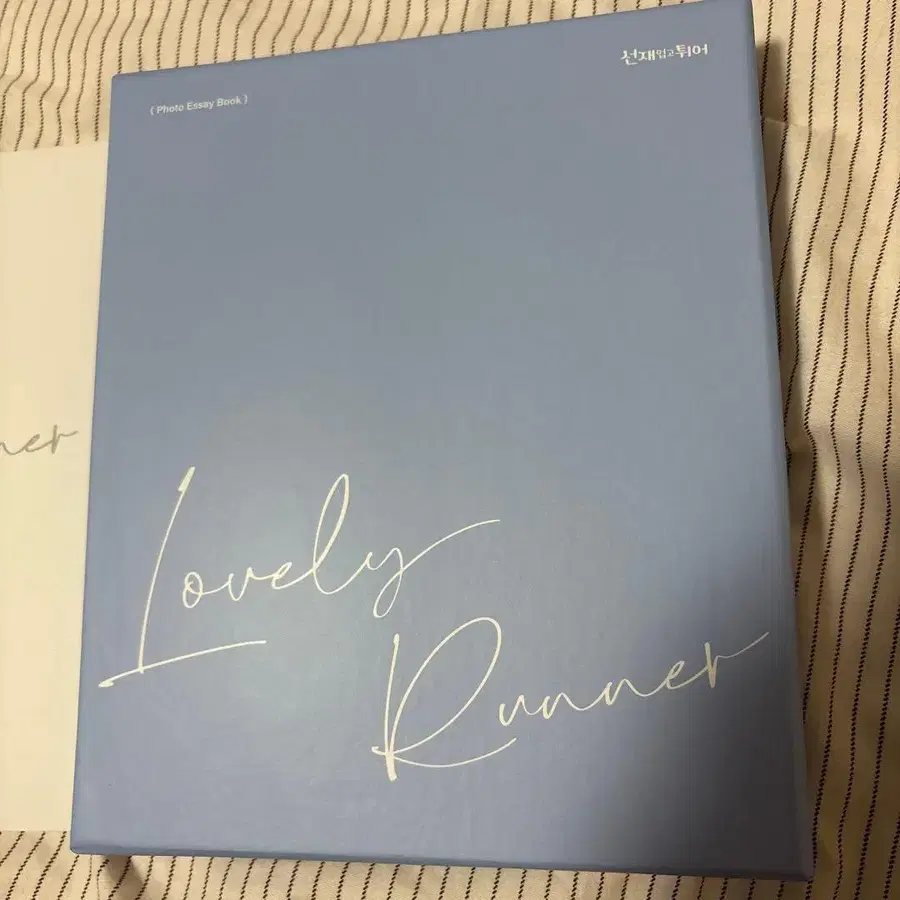 선재업고튀어
{ Photo Essay Book }
Lovely
Runner